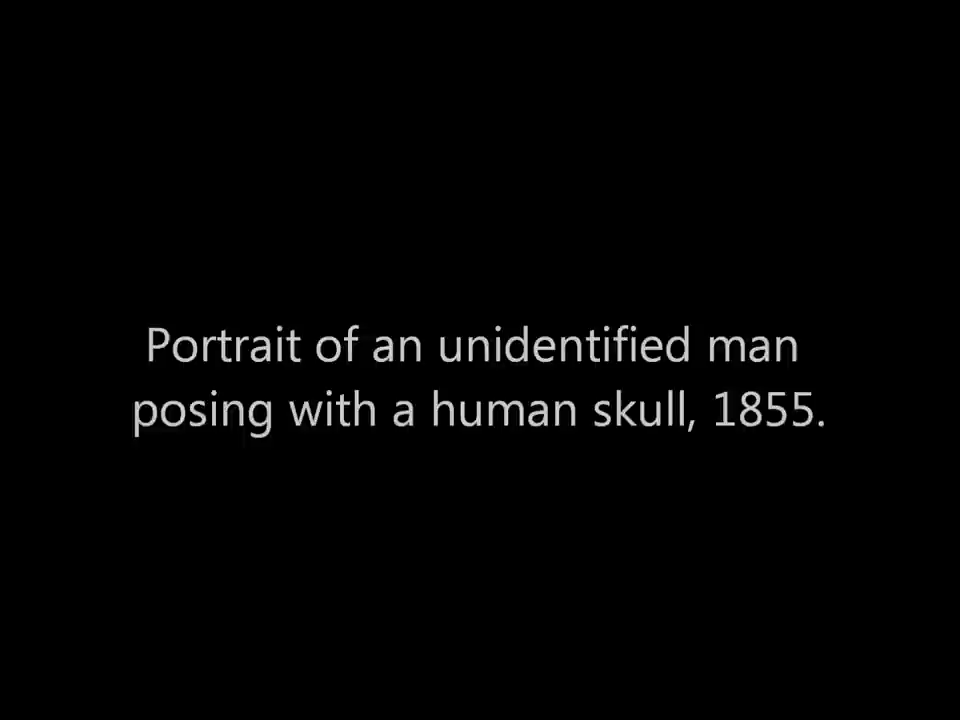 Portrait of an unidentified man
posing with a human skull, 1855.